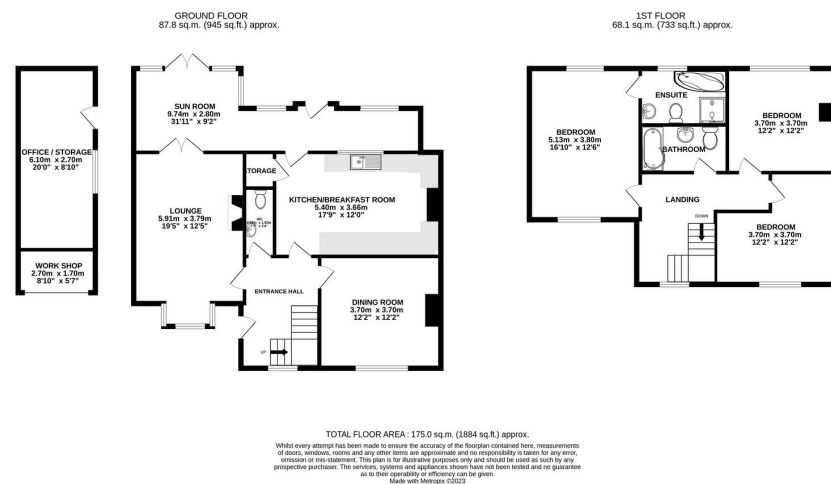 GROUND FLOOR
87.8 sq.m. (945 sq.ft.) approx.
1ST FLOOR
68.1 sq.m. (733 sq.ft.) approx.
OFFICE / STORAGE
6.10m x 2.70m
20'0" x 8'10"
WORK SHOP
2.70m x 1.70m
8'10" x 5'7"
SUN ROOM
9.74m x 2.80m
31'11" x 9'2"
STORAGE
KITCHEN/BREAKFAST ROOM
5.40m x 3.66m
17'9" x 12'0"
LOUNGE
5.91m x 3.79m
19'5" x 12'5"
WC
ENTRANCE HALL
DINING ROOM
3.70m x 3.70m
12'2" x 12'2"
UP
BEDROOM
5.13m x 3.80m
16'10" x 12'6"
ENSUITE
BATHROOM
BEDROOM
3.70m x 3.70m
12'2" x 12'2"
LANDING
DOWN
BEDROOM
3.70m x 3.70m
12'2" x 12'2"
TOTAL FLOOR AREA : 175.0 sq.m. (1884 sq.ft.) approx.
Whilst every attempt has been made to ensure the accuracy of the floorplan contained here, measurements
of doors, windows, rooms and any other items are approximate and no responsibility is taken for any error,
omission or mis-statement. This plan is for illustrative purposes only and should be used as such by any
prospective purchaser. The services, systems and appliances shown have not been tested and no guarantee
as to their operability or efficiency can be given.
Made with Metropix ©2023